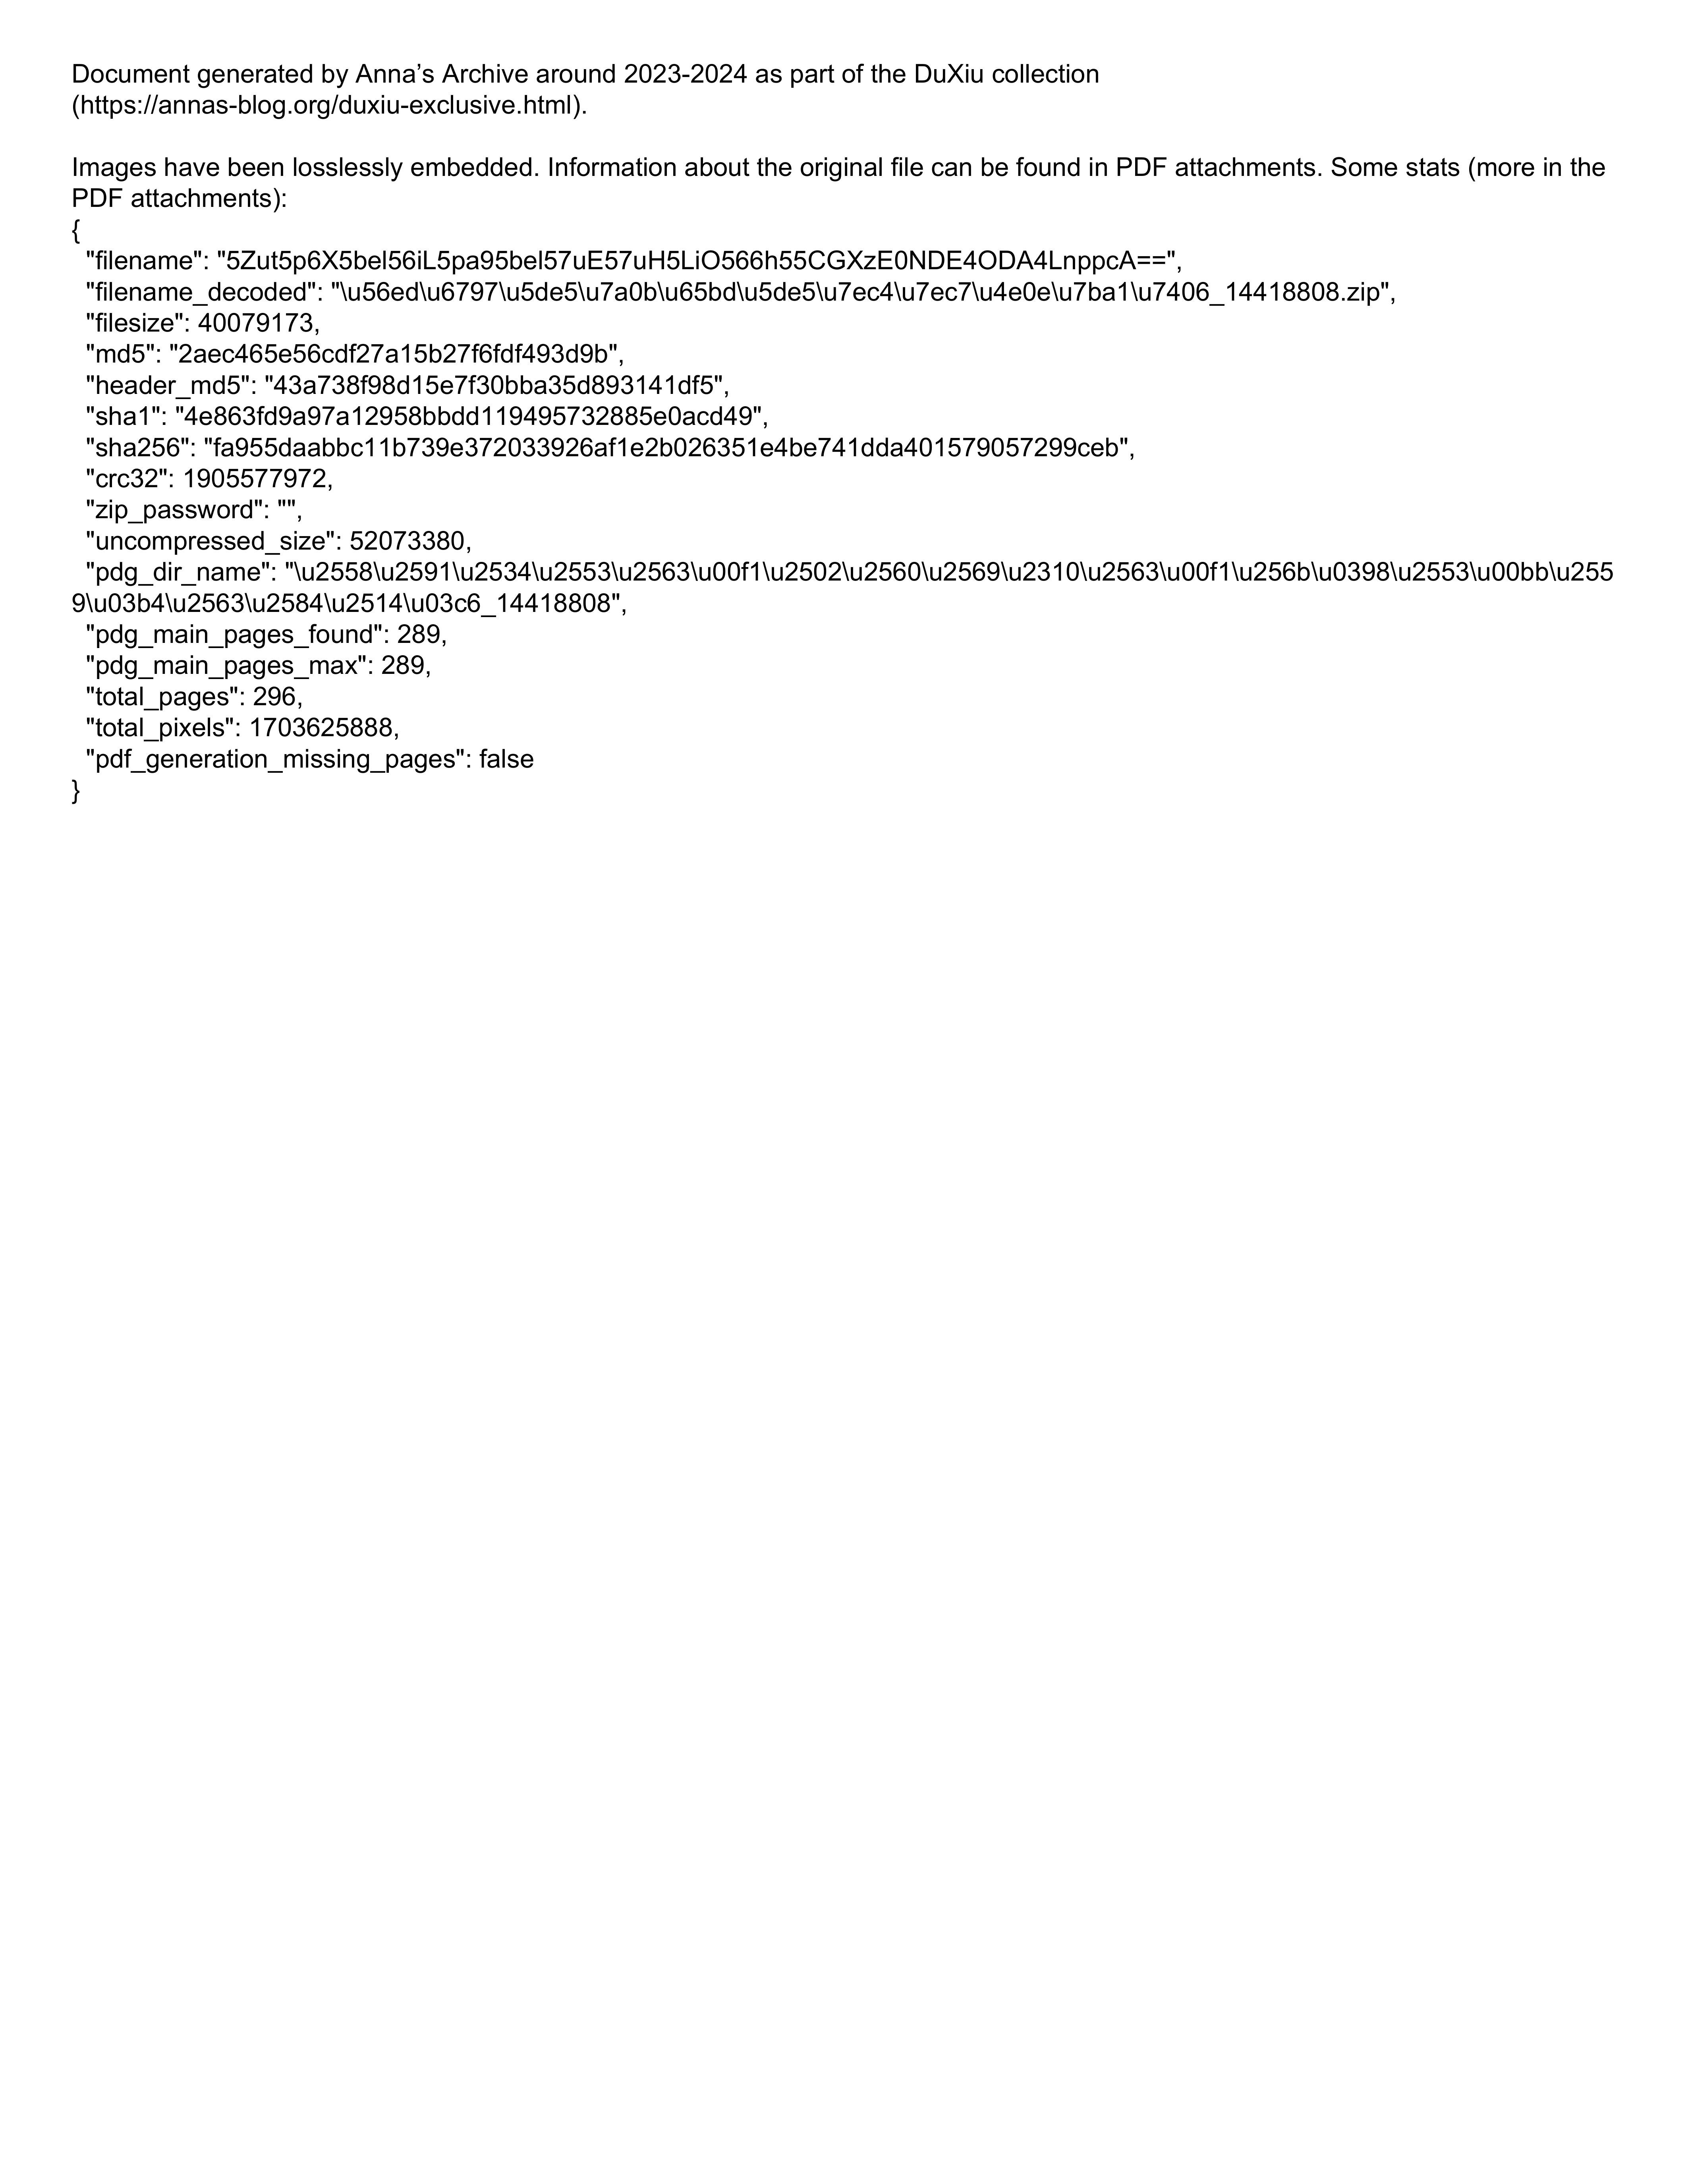 Document generated by Anna’s Archive around 2023-2024 as part of the DuXiu collection
(https://annas-blog.org/duxiu-exclusive.html).

Images have been losslessly embedded. Information about the original file can be found in PDF attachments. Some stats (more in the
PDF attachments):
{
  "filename": "5Zut5p6X5bel56iL5pa95bel57uE57uH5LiO566h55CGXzE0NDE4ODA4LnppcA==",
  "filename_decoded": "\u56ed\u6797\u5de5\u7a0b\u65bd\u5de5\u7ec4\u7ec7\u4e0e\u7ba1\u7406_14418808.zip",
  "filesize": 40079173,
  "md5": "2aec465e56cdf27a15b27f6fdf493d9b",
  "header_md5": "43a738f98d15e7f30bba35d893141df5",
  "sha1": "4e863fd9a97a12958bbdd119495732885e0acd49",
  "sha256": "fa955daabbc11b739e372033926af1e2b026351e4be741dda401579057299ceb",
  "crc32": 1905577972,
  "zip_password": "",
  "uncompressed_size": 52073380,
  "pdg_dir_name": "\u2558\u2591\u2534\u2553\u2563\u00f1\u2502\u2560\u2569\u2310\u2563\u00f1\u256b\u0398\u2553\u00bb\u255
9\u03b4\u2563\u2584\u2514\u03c6_14418808",
  "pdg_main_pages_found": 289,
  "pdg_main_pages_max": 289,
  "total_pages": 296,
  "total_pixels": 1703625888,
  "pdf_generation_missing_pages": false
}